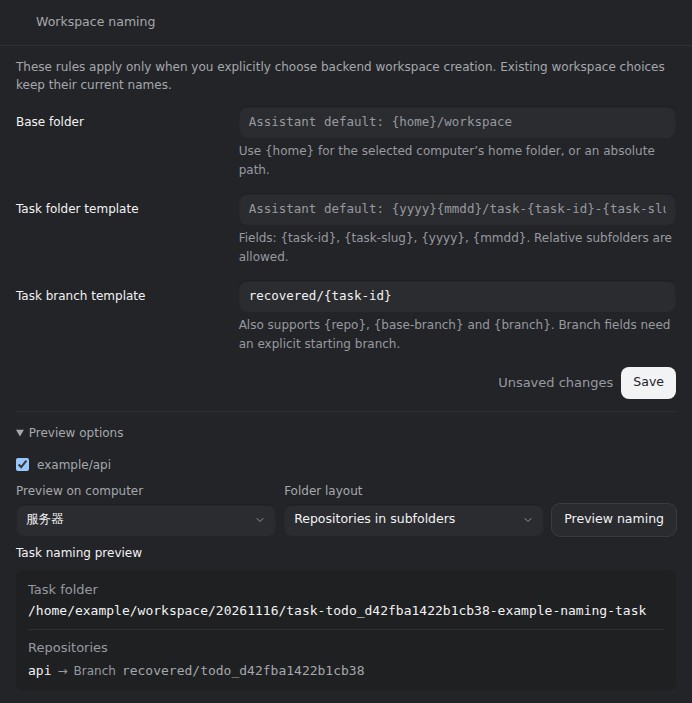 Workspace naming
These rules apply only when you explicitly choose backend workspace creation. Existing workspace choices
keep their current names.
Base folder
Assistant default: {home}/workspace
Use {home} for the selected computer's home folder, or an absolute
path.
Task folder template
Assistant default: {yyyy}{mmdd}/task-{task-id}-{task-slu
Fields: {task-id}, {task-slug}, {yyyy}, {mmdd}. Relative subfolders are
allowed.
Task branch template
recovered/{task-id}
Also supports {repo}, {base-branch} and {branch}. Branch fields need
an explicit starting branch.
Unsaved changes Save
▼ Preview options
example/api
Preview on computer Folder layout
服务器 Repositories in subfolders Preview naming
Task naming preview
Task folder
/home/example/workspace/20261116/task-todo_d42fba1422b1cb38-example-naming-task
Repositories
api → Branch recovered/todo_d42fba1422b1cb38